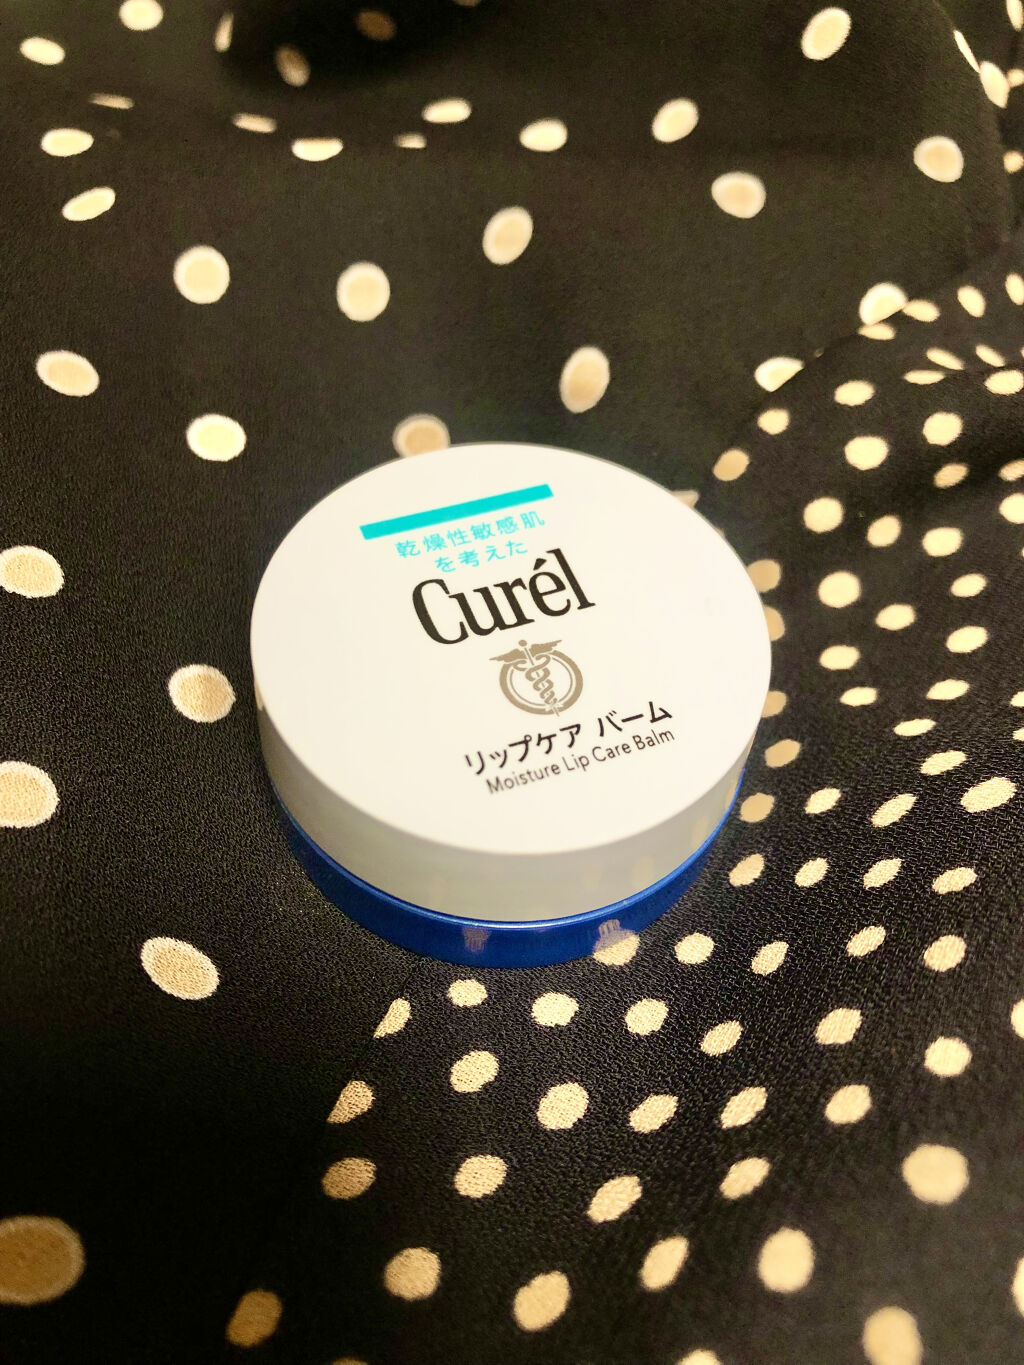 乾燥性敏感肌
を考えた
Curél
リップケア バーム
Moisture Lip Care Balm